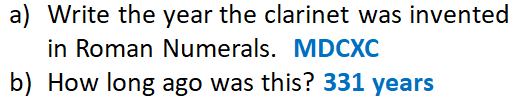 a) Write the year the clarinet was invented
in Roman Numerals. MDCXC
b) How long ago was this? 331 years